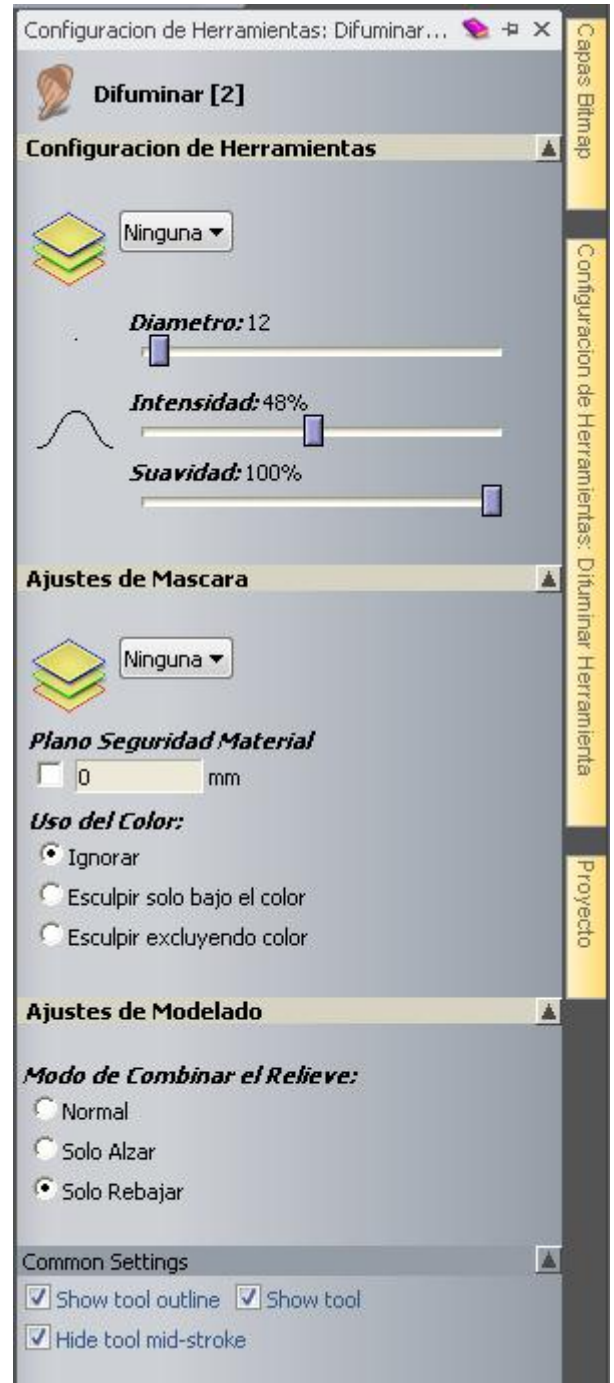 Configuracion de Herramientas: Difuminar...
Difuminar [2]
Configuracion de Herramientas
Ninguna
Diametro: 12
Intensidad: 48%
Suavidad: 100%
Ajustes de Mascara
Ninguna
Plano Seguridad Material
0 mm
Uso del Color:
Ignorar
Esculpir solo bajo el color
Esculpir excluyendo color
Ajustes de Modelado
Modo de Combinar el Relieve:
Normal
Solo Alzar
Solo Rebajar
Common Settings
Show tool outline Show tool
Hide tool mid-stroke
Capas Bitmap
Configuracion de Herramientas: Difuminar Herramienta
Proyecto